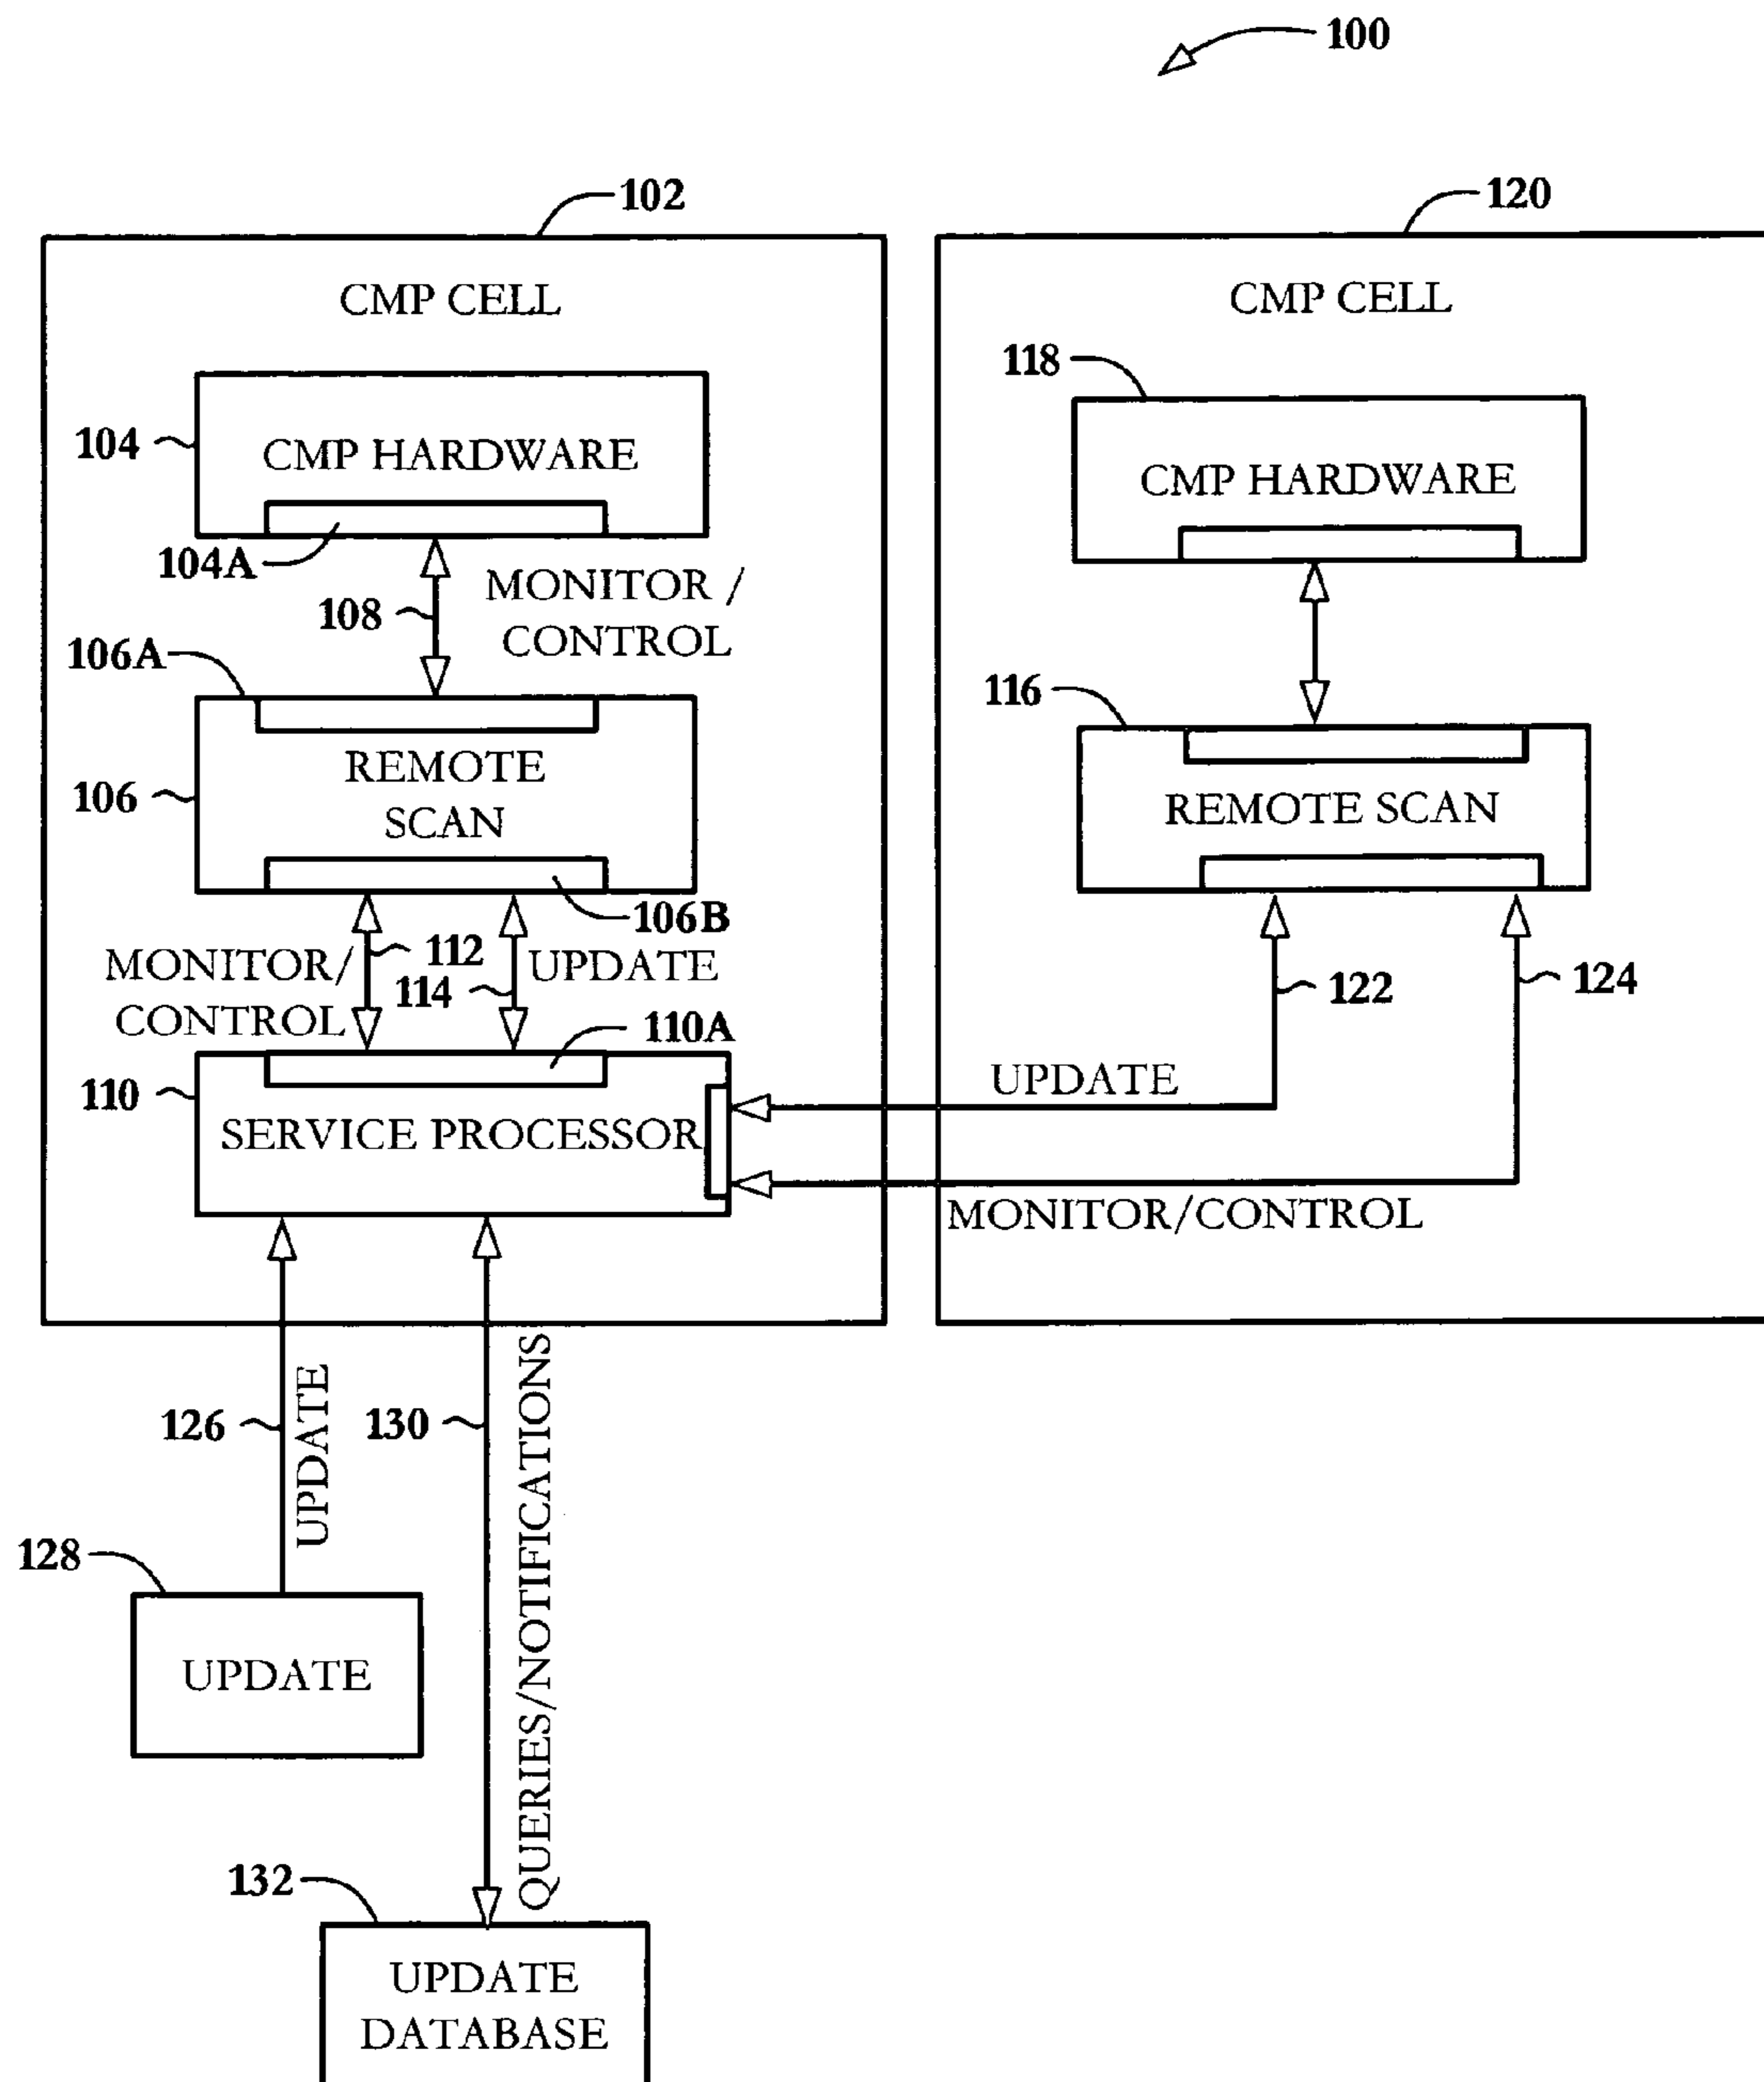 100
102
120
CMP CELL
CMP CELL
118
104
CMP HARDWARE
CMP HARDWARE
104A
108
MONITOR /
CONTROL
106A
116
106
REMOTE
SCAN
REMOTE SCAN
106B
MONITOR/
CONTROL
112
114
UPDATE
122
124
110A
110
SERVICE PROCESSOR
UPDATE
MONITOR/CONTROL
126
UPDATE
130
QUERIES/NOTIFICATIONS
128
UPDATE
132
UPDATE
DATABASE